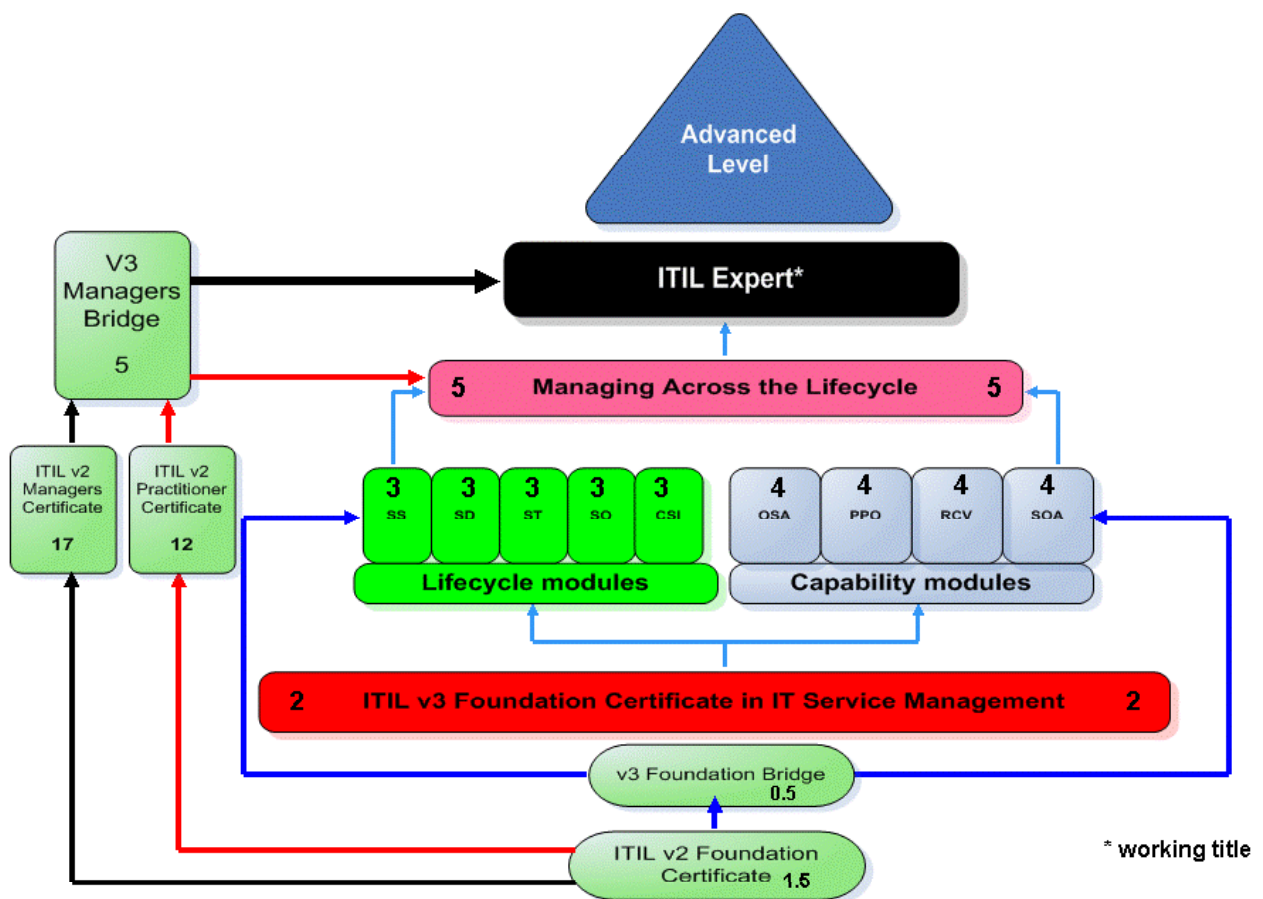 Advanced
Level
ITIL Expert*
V3
Managers
Bridge
5
5 Managing Across the Lifecycle 5
ITIL v2
Managers
Certificate
17
ITIL v2
Practitioner
Certificate
12
3 3 3 3 3
SS SD ST SO CSI
Lifecycle modules
4 4 4 4
OSA PPO RCV SOA
Capability modules
2 ITIL v3 Foundation Certificate in IT Service Management 2
v3 Foundation Bridge
0.5
ITIL v2 Foundation
Certificate 1.5
* working title